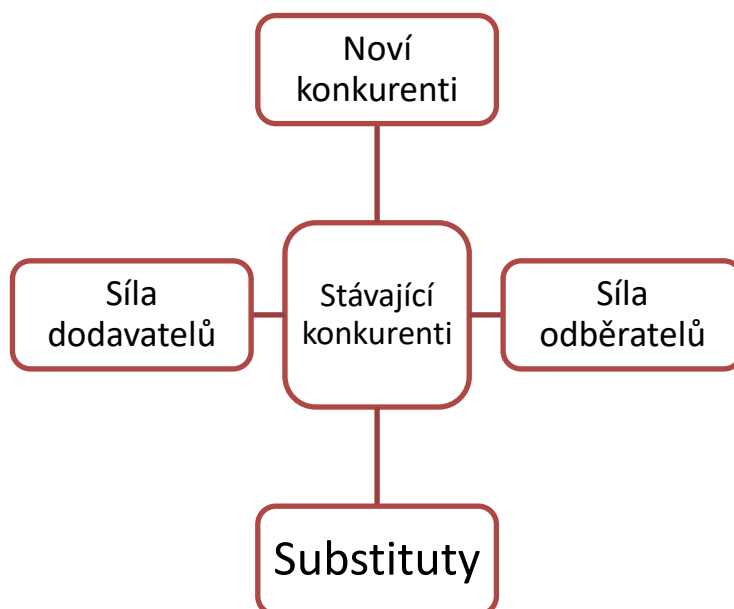 Noví
konkurenti
Síla
dodavatelů
Stávající
konkurenti
Síla
odběratelů
Substituty